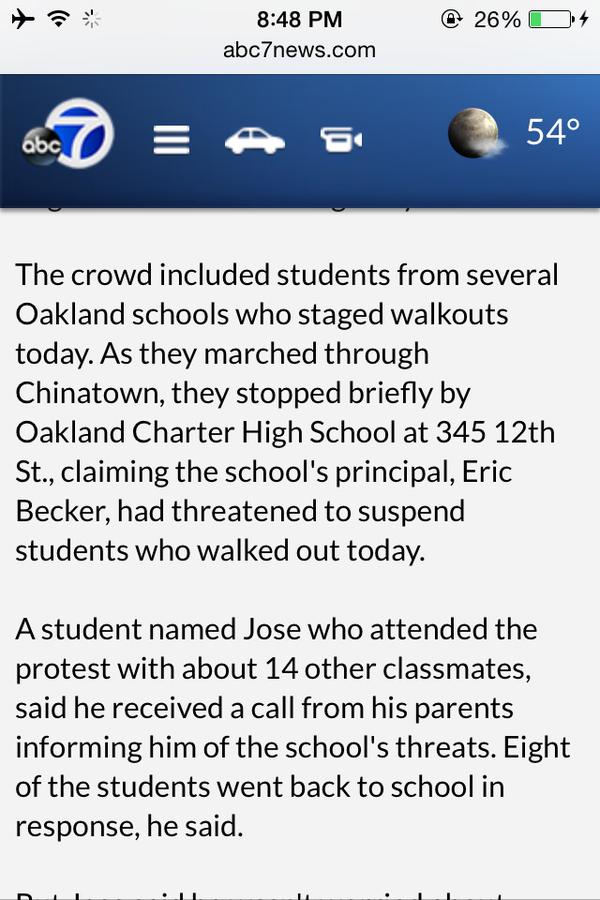 8:48 PM
26%
abc7news.com
abc
7
54°
The crowd included students from several
Oakland schools who staged walkouts
today. As they marched through
Chinatown, they stopped briefly by
Oakland Charter High School at 345 12th
St., claiming the school's principal, Eric
Becker, had threatened to suspend
students who walked out today.
A student named Jose who attended the
protest with about 14 other classmates,
said he received a call from his parents
informing him of the school's threats. Eight
of the students went back to school in
response, he said.